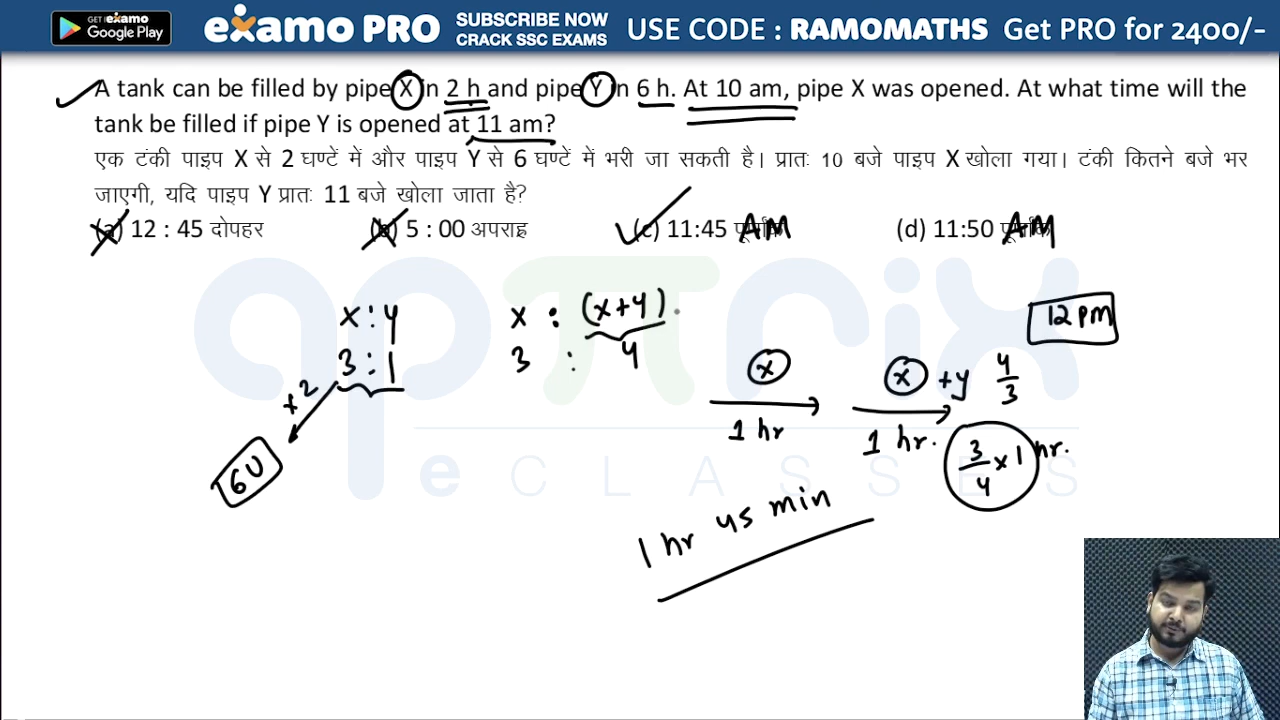 GET IT ON examo
Google Play
examo PRO
SUBSCRIBE NOW
CRACK SSC EXAMS
USE CODE : RAMOMATHS Get PRO for 2400/-
A tank can be filled by pipe X in 2 h and pipe Y in 6 h. At 10 am, pipe X was opened. At what time will the
tank be filled if pipe Y is opened at 11 am?
एक टंकी पाइप X से 2 घण्टें में और पाइप Y से 6 घण्टें में भरी जा सकती है। प्रातः 10 बजे पाइप X खोला गया। टंकी कितने बजे भर
जाएगी, यदि पाइप Y प्रातः 11 बजे खोला जाता है?
(a) 12 : 45 दोपहर (b) 5 : 00 अपराह्न (c) 11:45 AM (d) 11:50 AM
x : y
3 : 1
x : (x+y)
3 : 4
×2
6U
12 pm
x
1 hr
x + y 4/3
1 hr. 3/4 × 1 hr.
1 hr 45 min
e CLASSES